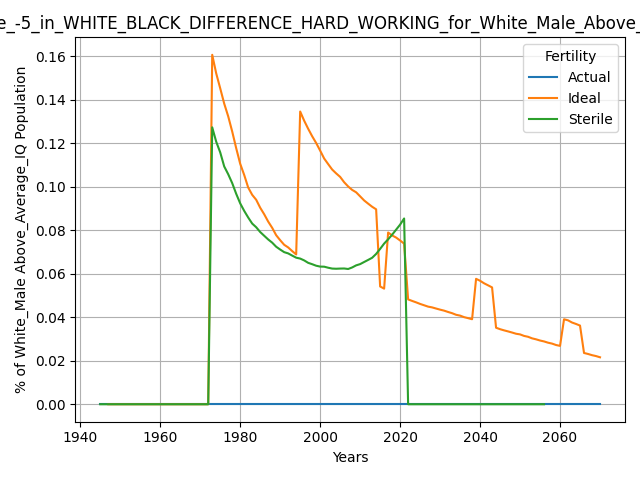 e_-5_in_WHITE_BLACK_DIFFERENCE_HARD_WORKING_for_White_Male_Above_
% of White_Male Above_Average_IQ Population
0.16
0.14
0.12
0.10
0.08
0.06
0.04
0.02
0.00
Fertility
Actual
Ideal
Sterile
1940
1960
1980
2000
2020
2040
2060
Years